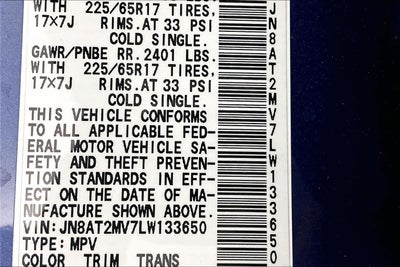 WITH 225/65R17 TIRES,
17X7J RIMS.AT 33 PSI
COLD SINGLE.
GAWR/PNBE RR.2401 LBS.
WITH 225/65R17 TIRES,
17X7J RIMS.AT 33 PSI
COLD SINGLE.
THIS VEHICLE CONFORMS
TO ALL APPLICABLE FED-
ERAL MOTOR VEHICLE SA-
FETY AND THEFT PREVEN-
TION STANDARDS IN EFF-
ECT ON THE DATE OF MA-
NUFACTURE SHOWN ABOVE.
VIN:JN8AT2MV7LW133650
TYPE:MPV
COLOR TRIM TRANS
JN8AT2MV7LW133650